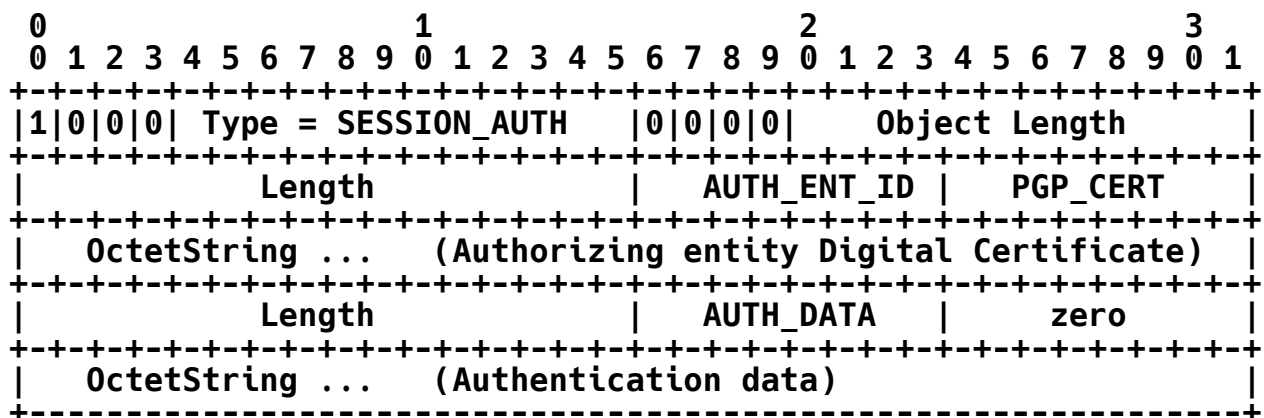 0                   1                   2                   3
 0 1 2 3 4 5 6 7 8 9 0 1 2 3 4 5 6 7 8 9 0 1 2 3 4 5 6 7 8 9 0 1
+-+-+-+-+-+-+-+-+-+-+-+-+-+-+-+-+-+-+-+-+-+-+-+-+-+-+-+-+-+-+-+-+
|1|0|0|0| Type = SESSION_AUTH   |0|0|0|0|    Object Length      |
+-+-+-+-+-+-+-+-+-+-+-+-+-+-+-+-+-+-+-+-+-+-+-+-+-+-+-+-+-+-+-+-+
|            Length             |   AUTH_ENT_ID |   PGP_CERT    |
+-+-+-+-+-+-+-+-+-+-+-+-+-+-+-+-+-+-+-+-+-+-+-+-+-+-+-+-+-+-+-+-+
|   OctetString ...   (Authorizing entity Digital Certificate)  |
+-+-+-+-+-+-+-+-+-+-+-+-+-+-+-+-+-+-+-+-+-+-+-+-+-+-+-+-+-+-+-+-+
|            Length             |   AUTH_DATA   |     zero      |
+-+-+-+-+-+-+-+-+-+-+-+-+-+-+-+-+-+-+-+-+-+-+-+-+-+-+-+-+-+-+-+-+
|   OctetString ...   (Authentication data)                     |
+---------------------------------------------------------------+